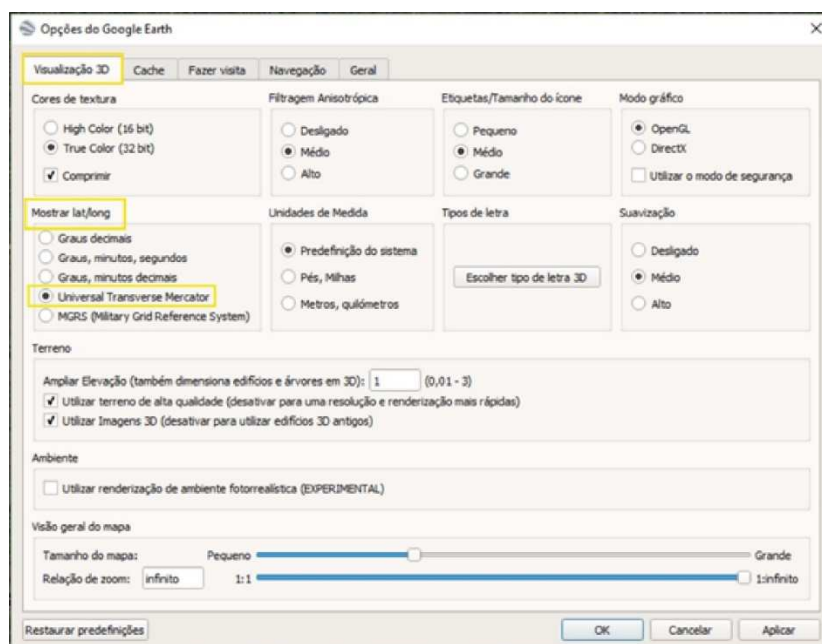 Opções do Google Earth
Visualização 3D Cache Fazer visita Navegação Geral
Cores de textura Filtragem Anisotrópica Etiquetas/Tamanho do ícone Modo gráfico
High Color (16 bit) Desligado Pequeno OpenGL
True Color (32 bit) Médio Médio DirectX
Comprimir Alto Grande Utilizar o modo de segurança
Mostrar lat/long Unidades de Medida Tipos de letra Suavização
Graus decimais
Graus, minutos, segundos Predefinição do sistema Desligado
Graus, minutos decimais Pés, Milhas Escolher tipo de letra 3D Médio
Universal Transverse Mercator Metros, quilómetros Alto
MGRS (Military Grid Reference System)
Terreno
Ampliar Elevação (também dimensiona edifícios e árvores em 3D): 1 (0,01 - 3)
Utilizar terreno de alta qualidade (desativar para uma resolução e renderização mais rápidas)
Utilizar Imagens 3D (desativar para utilizar edifícios 3D antigos)
Ambiente
Utilizar renderização de ambiente fotorrealística (EXPERIMENTAL)
Visão geral do mapa
Tamanho do mapa: Pequeno Grande
Relação de zoom: infinito 1:1 1:infinito
Restaurar predefinições OK Cancelar Aplicar